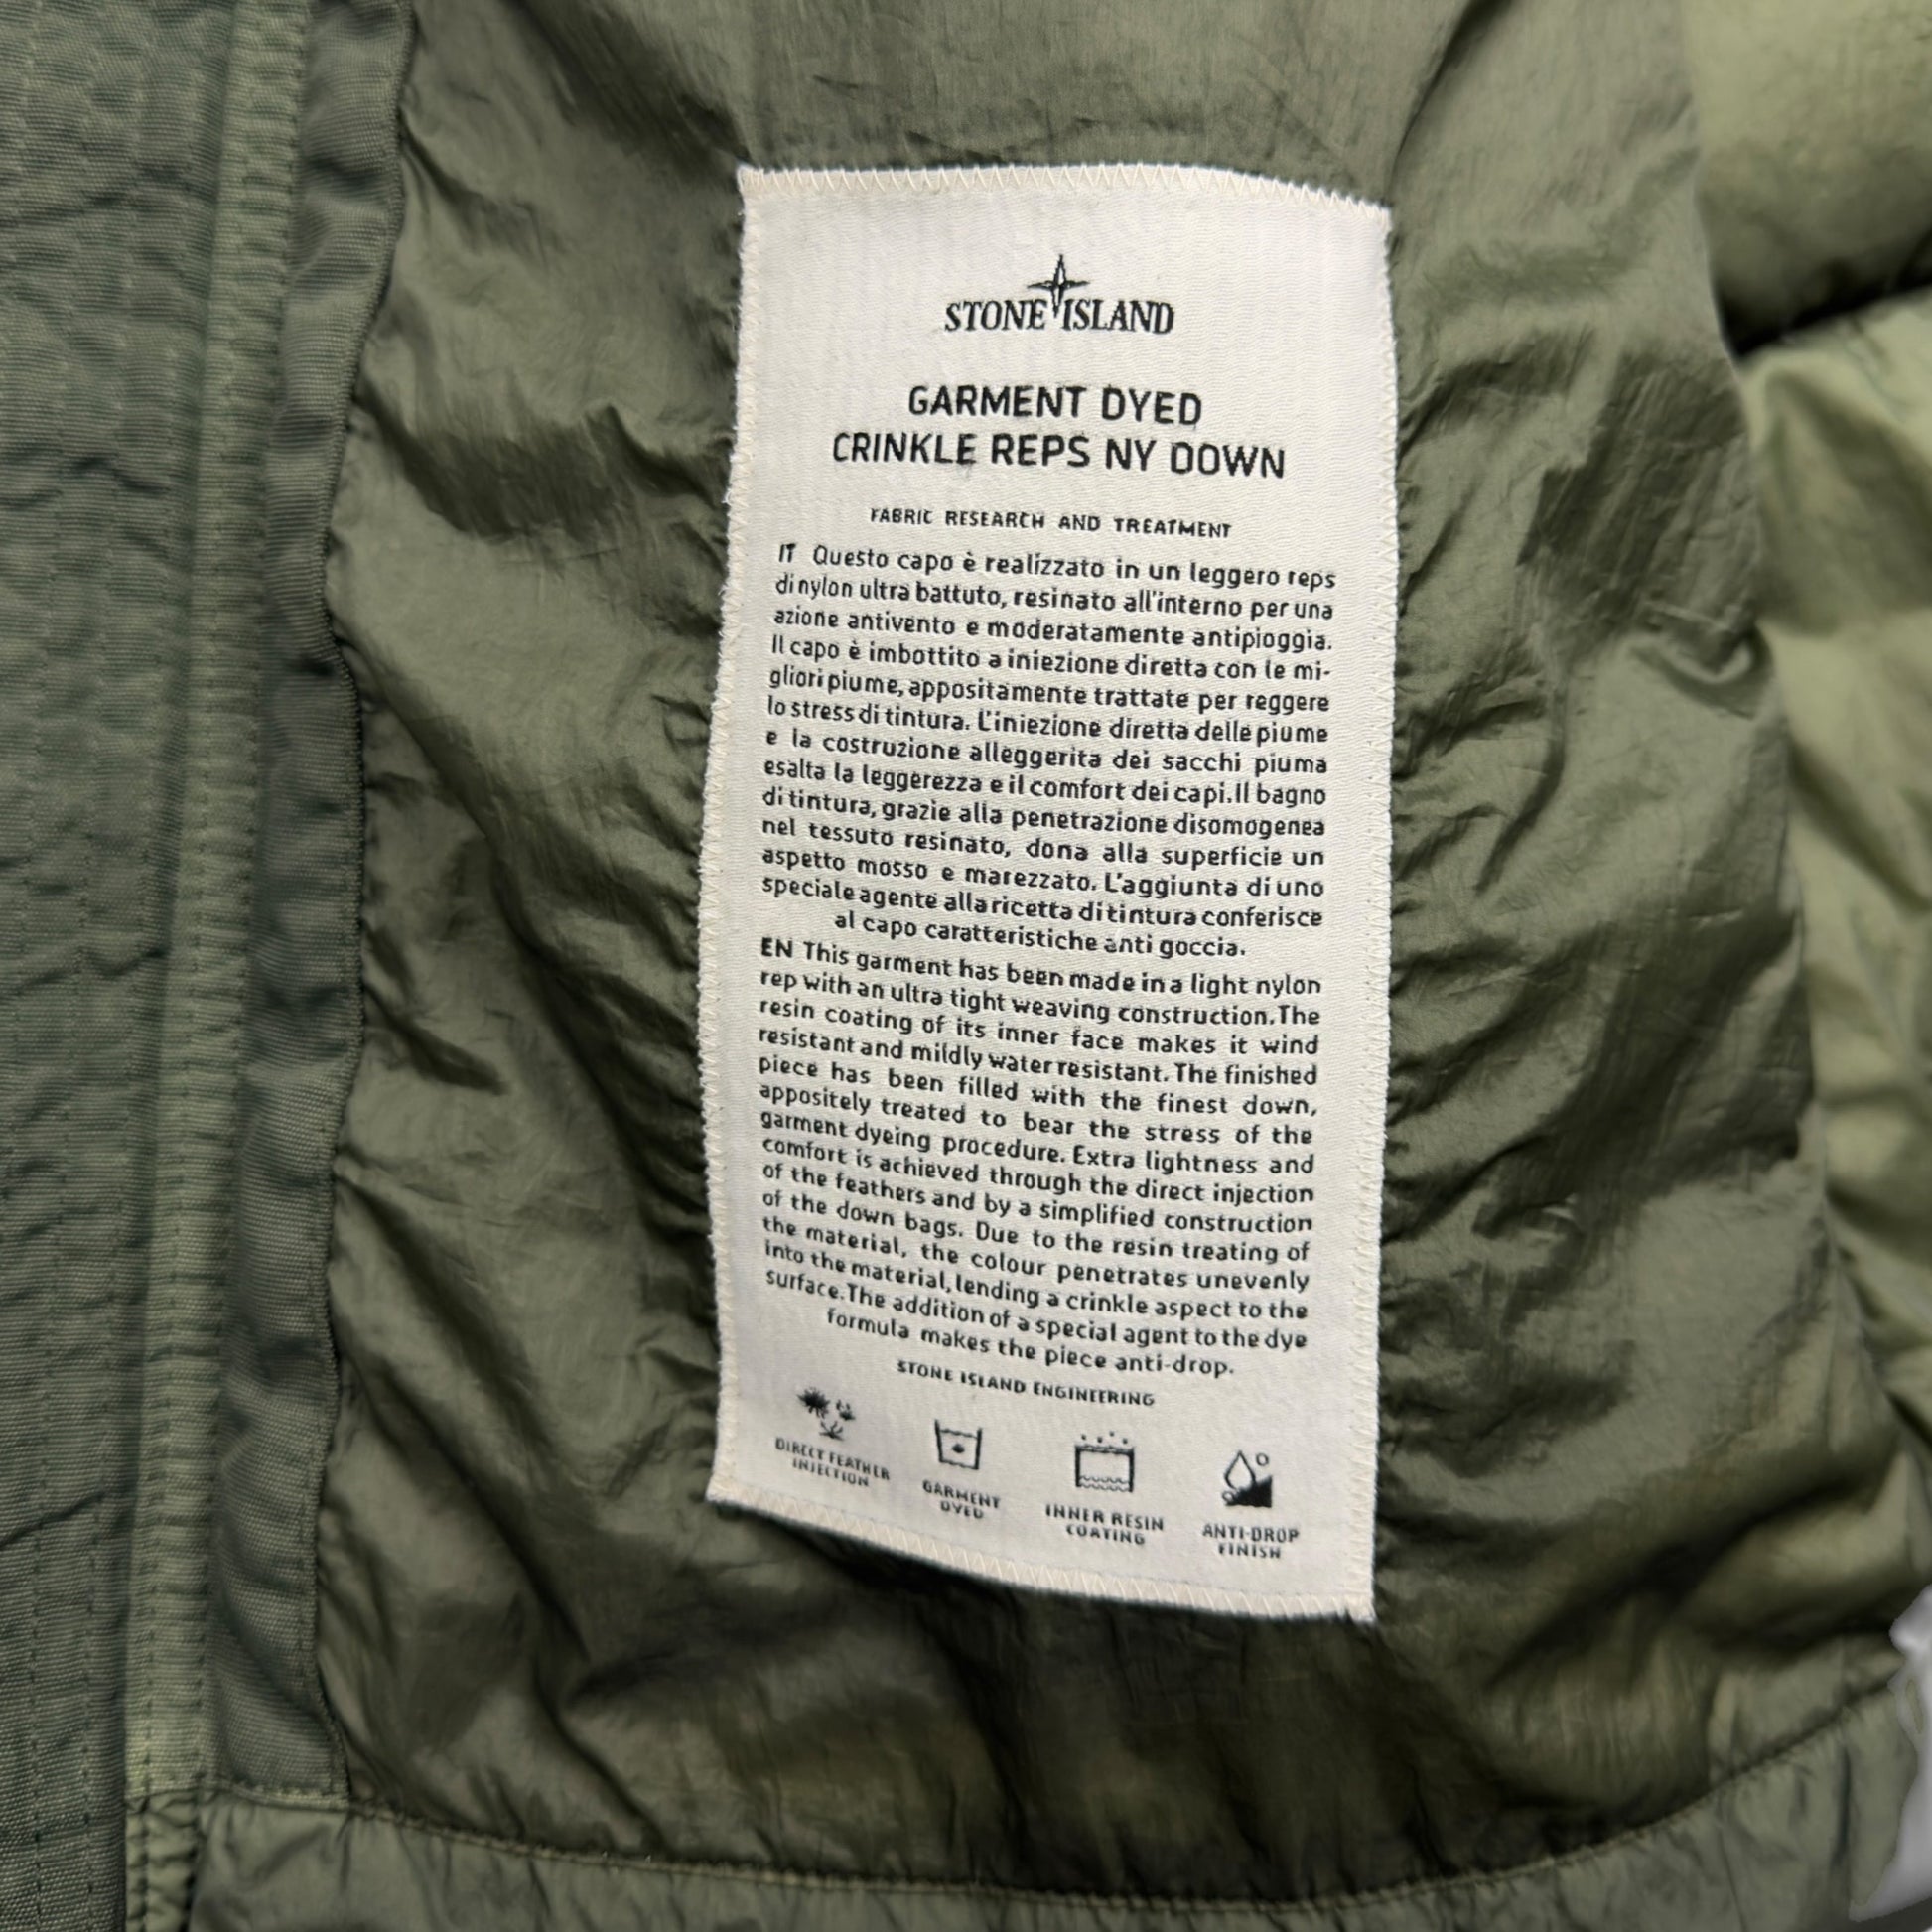 STONE ISLAND
GARMENT DYED
CRINKLE REPS NY DOWN
FABRIC RESEARCH AND TREATMENT
IT Questo capo è realizzato in un leggero reps
di nylon ultra battuto, resinato all'interno per una
azione antivento e moderatamente antipioggia.
Il capo è imbottito a iniezione diretta con le mi-
gliori piume, appositamente trattate per reggere
lo stress di tintura. L'iniezione diretta delle piume
e la costruzione alleggerita dei sacchi piuma
esalta la leggerezza e il comfort dei capi. Il bagno
di tintura, grazie alla penetrazione disomogenea
nel tessuto resinato, dona alla superficie un
aspetto mosso e marezzato. L'aggiunta di uno
speciale agente alla ricetta di tintura conferisce
al capo caratteristiche anti goccia.
EN This garment has been made in a light nylon
rep with an ultra tight weaving construction. The
resin coating of its inner face makes it wind
resistant and mildly water resistant. The finished
piece has been filled with the finest down,
appositely treated to bear the stress of the
garment dyeing procedure. Extra lightness and
comfort is achieved through the direct injection
of the feathers and by a simplified construction
of the down bags. Due to the resin treating of
the material, the colour penetrates unevenly
into the material, lending a crinkle aspect to the
surface. The addition of a special agent to the dye
formula makes the piece anti-drop.
STONE ISLAND ENGINEERING
DIRECT FEATHER
INJECTION
GARMENT
DYED
INNER RESIN
COATING
ANTI-DROP
FINISH